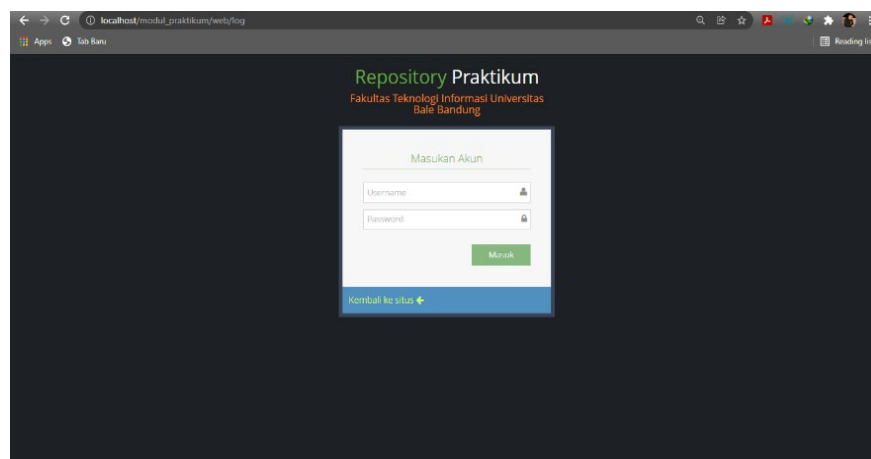 localhost/modul_praktikum/web/log
Apps Tab Baru Reading lis
Repository Praktikum
Fakultas Teknologi Informasi Universitas
Bale Bandung
Masukan Akun
Username
Password
Masuk
Kembali ke situs